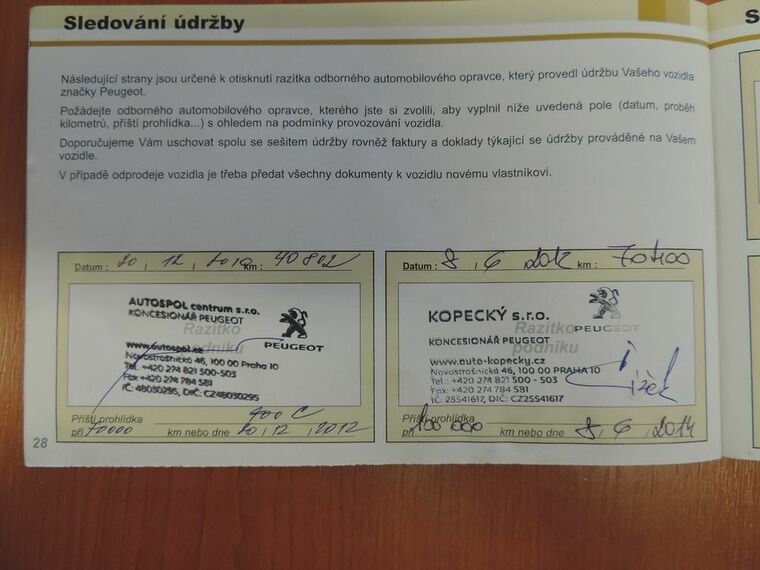 Sledování údržby
S
Následující strany jsou určené k otisknutí razítka odborného automobilového opravce, který provedl údržbu Vašeho vozidla
značky Peugeot.
Požádejte odborného automobilového opravce, kterého jste si zvolili, aby vyplnil níže uvedená pole (datum, proběh
kilometrů, příští prohlídka...) s ohledem na podmínky provozování vozidla.
Doporučujeme Vám uschovat spolu se sešitem údržby rovněž faktury a doklady týkající se údržby prováděné na Vašem
vozidle.
V případě odprodeje vozidla je třeba předat všechny dokumenty k vozidlu novému vlastníkovi.
Datum : 20, 12, 2010 km : 40802
AUTOSPOL centrum s.r.o.
KONCESIONÁŘ PEUGEOT
Razítko
podniku
PEUGEOT
www.autospol.cz
Novostrašnická 46, 100 00 Praha 10
Tel.: +420 274 821 500-503
Fax: +420 274 784 581
IČ: 48030295, DIČ: CZ48030295
Příští prohlídka
při 70000 km nebo dne 20, 12, 2012
Datum : 8, 6 2012 km : 70400
KOPECKÝ s.r.o.
Razítko
podniku
PEUGEOT
KONCESIONÁŘ PEUGEOT
www.auto-kopecky.cz
Novostrašnická 46, 100 00 PRAHA 10
Tel.: +420 274 821 500 - 503
Fax: +420 274 784 581
IČ: 25541617, DIČ: CZ25541617
Příští prohlídka
při 100 000 km nebo dne 8, 6, 2014
28